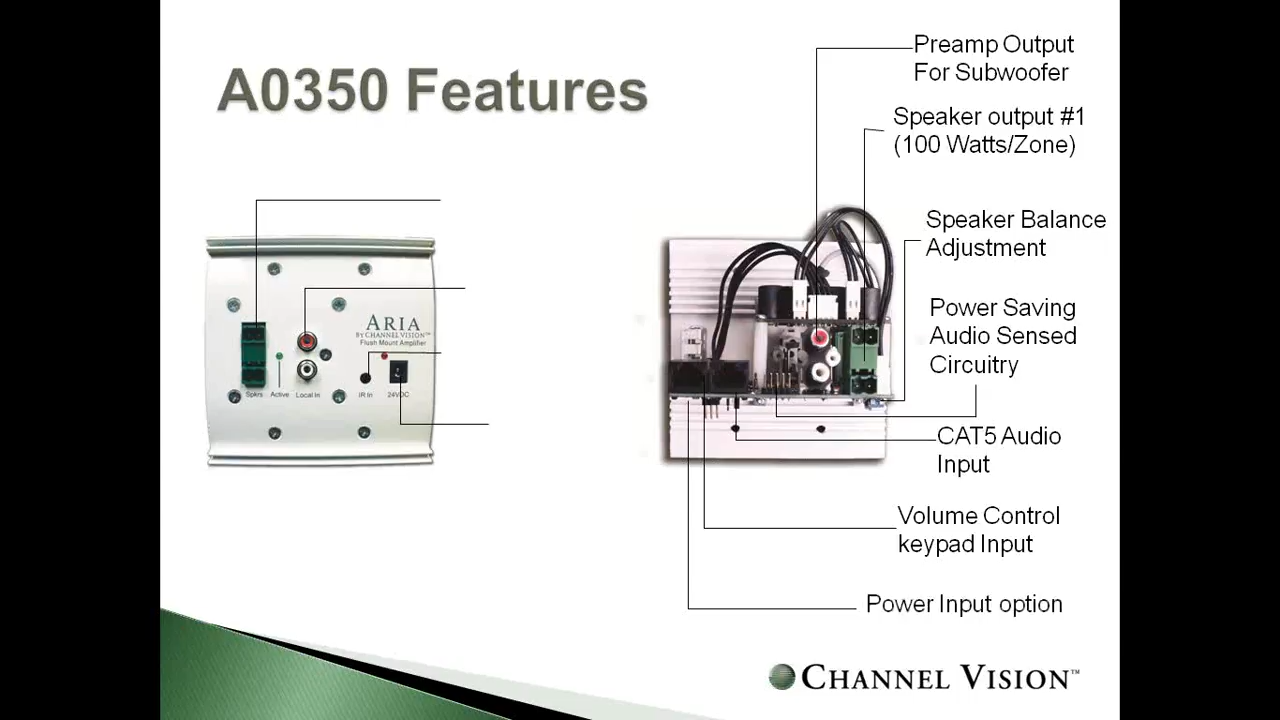 A0350 Features
Preamp Output
For Subwoofer
Speaker output #1
(100 Watts/Zone)
Speaker Balance
Adjustment
Power Saving
Audio Sensed
Circuitry
CAT5 Audio
Input
Volume Control
keypad Input
Power Input option
ARIA
BY CHANNEL VISION™
Flush Mount Amplifier
Spkrs Active Local In IR In 24VDC
CHANNEL VISION™